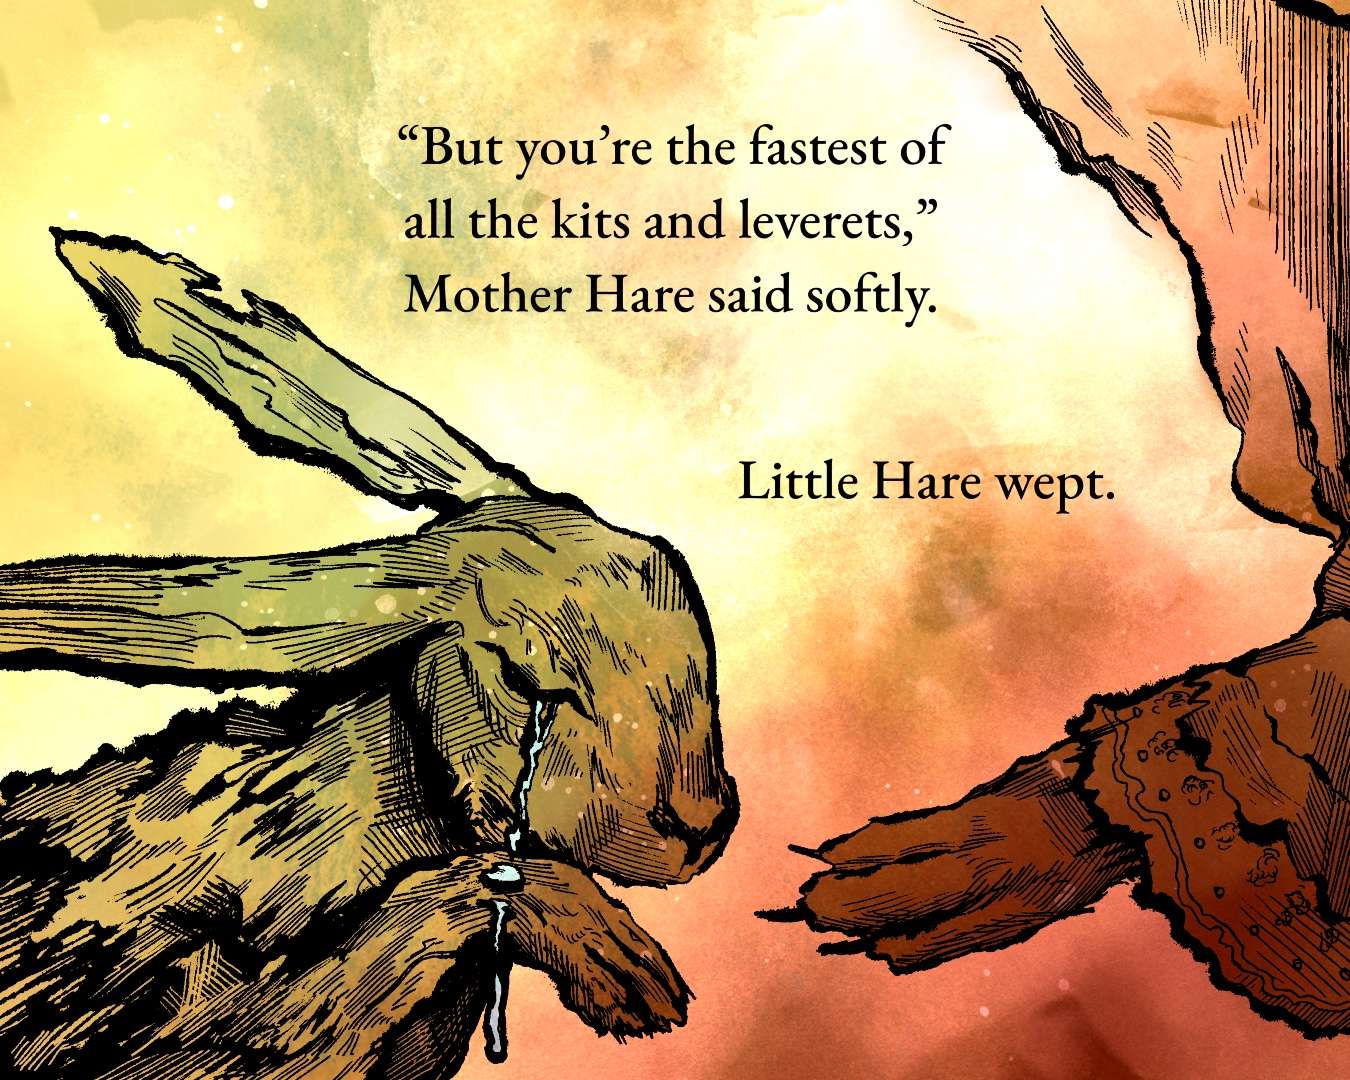 “But you’re the fastest of
all the kits and leverets,”
Mother Hare said softly.
Little Hare wept.